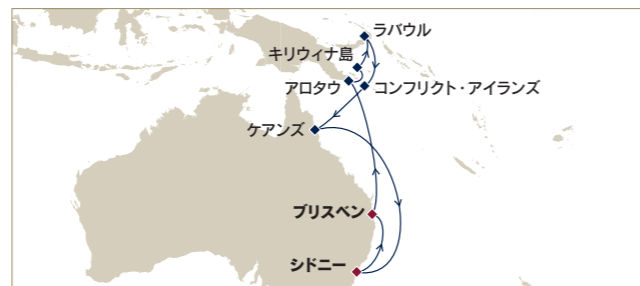 ラバウル
キリウィナ島
アロタウ
コンフリクト・アイランズ
ケアンズ
ブリスベン
シドニー